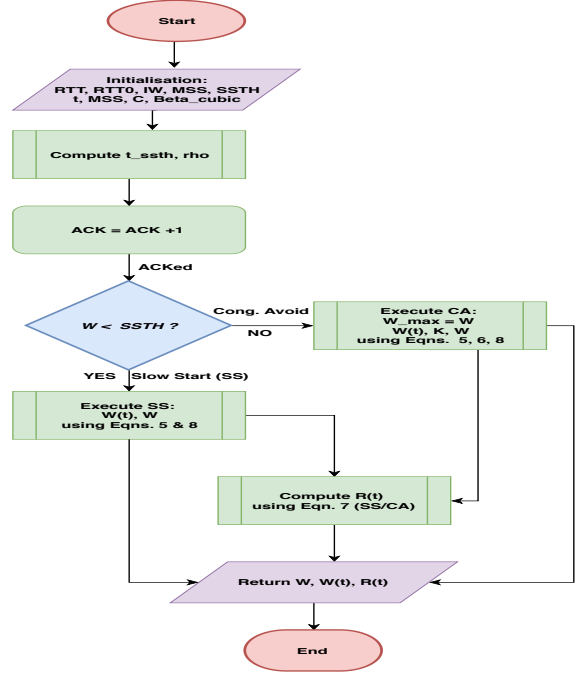 Start
Initialisation:
RTT, RTT0, IW, MSS, SSTH
t, MSS, C, Beta_cubic
Compute t_ssth, rho
ACK = ACK +1
ACKed
W < SSTH ?
Cong. Avoid
NO
Execute CA:
W_max = W
W(t), K, W
using Eqns. 5, 6, 8
YES
Slow Start (SS)
Execute SS:
W(t), W
using Eqns. 5 & 8
Compute R(t)
using Eqn. 7 (SS/CA)
Return W, W(t), R(t)
End